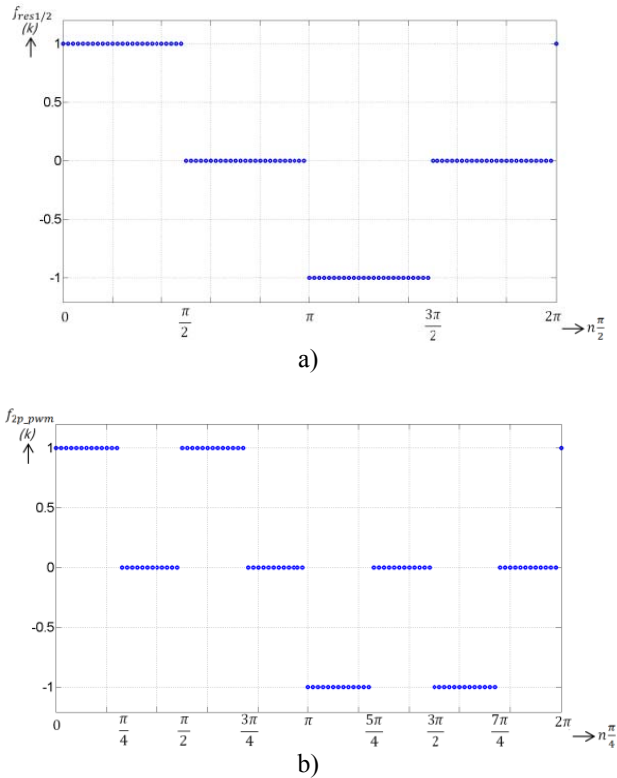 f_{res1/2}
(k)
↑
1
0.5
0
-0.5
-1
0 π/2 π 3π/2 2π → n π/2
a)
f_{2p_pwm}
(k)
↑
1
0.5
0
-0.5
-1
0 π/4 π/2 3π/4 π 5π/4 3π/2 7π/4 2π → n π/4
b)